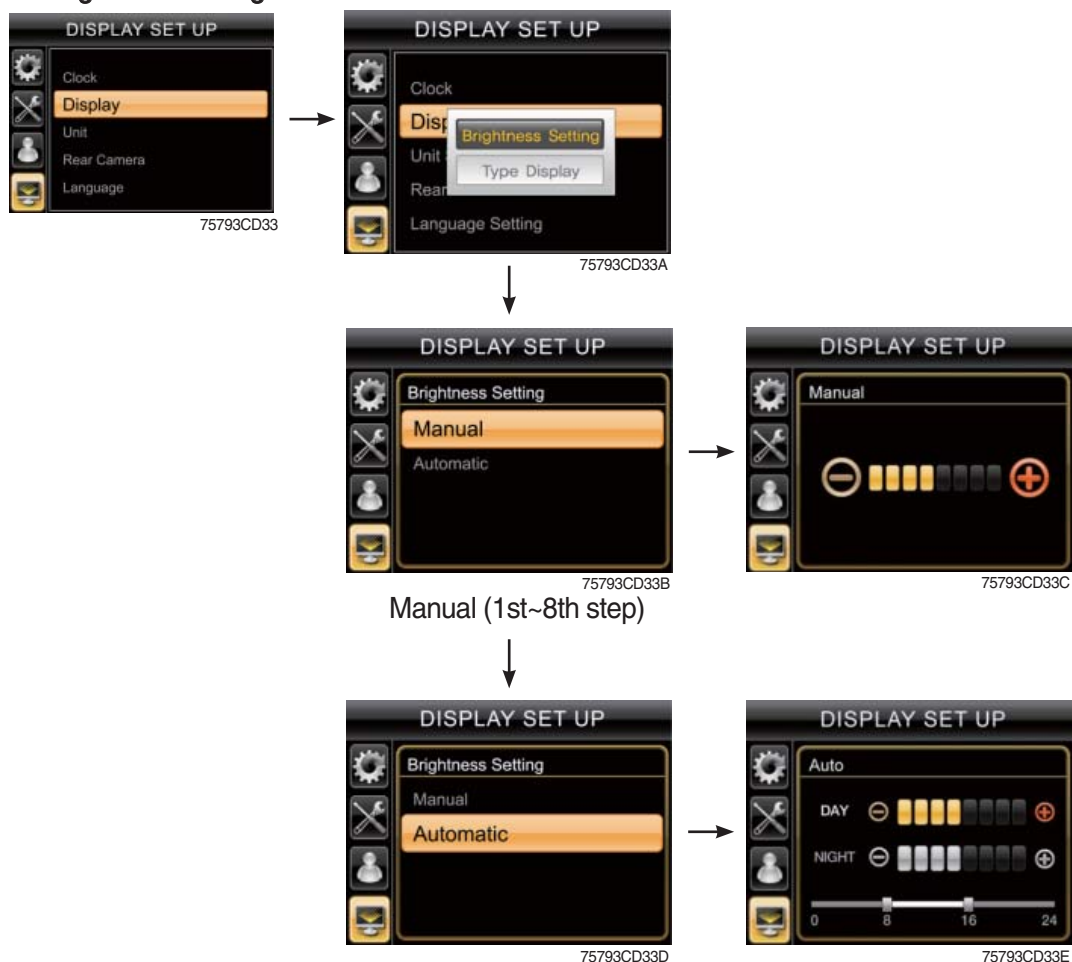 DISPLAY SET UP
Clock
Display
Unit
Rear Camera
Language
75793CD33
DISPLAY SET UP
Clock
Disp
Brightness Setting
Unit
Type Display
Rear
Language Setting
75793CD33A
DISPLAY SET UP
Brightness Setting
Manual
Automatic
75793CD33B
Manual (1st~8th step)
DISPLAY SET UP
Manual
75793CD33C
DISPLAY SET UP
Brightness Setting
Manual
Automatic
75793CD33D
DISPLAY SET UP
Auto
DAY
NIGHT
0 8 16 24
75793CD33E